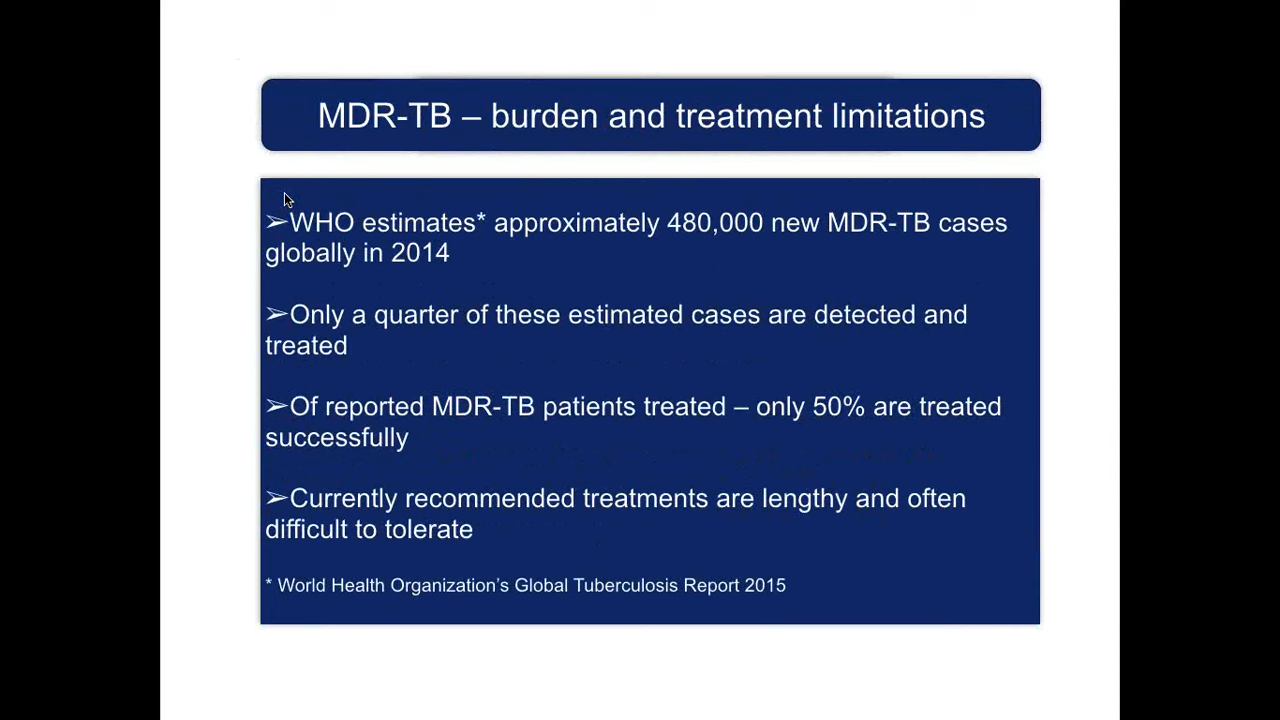 MDR-TB – burden and treatment limitations
➢WHO estimates* approximately 480,000 new MDR-TB cases
globally in 2014
➢Only a quarter of these estimated cases are detected and
treated
➢Of reported MDR-TB patients treated – only 50% are treated
successfully
➢Currently recommended treatments are lengthy and often
difficult to tolerate
* World Health Organization’s Global Tuberculosis Report 2015